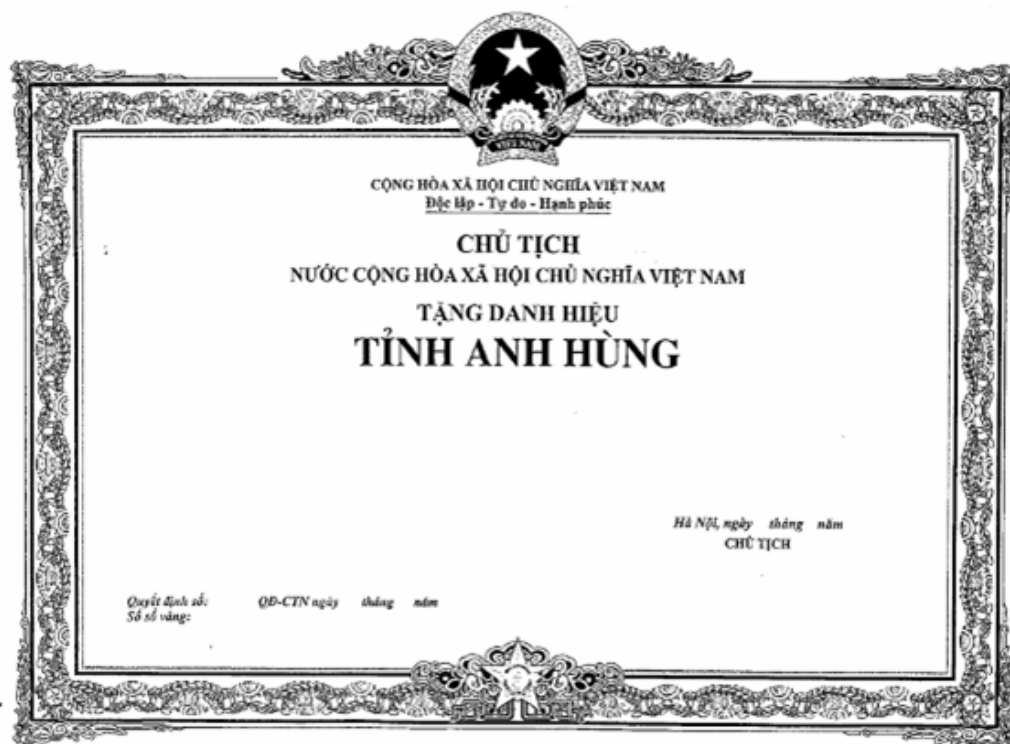 VIỆT NAM
CỘNG HÒA XÃ HỘI CHỦ NGHĨA VIỆT NAM
Độc lập - Tự do - Hạnh phúc
CHỦ TỊCH
NƯỚC CỘNG HÒA XÃ HỘI CHỦ NGHĨA VIỆT NAM
TẶNG DANH HIỆU
TỈNH ANH HÙNG
Hà Nội, ngày tháng năm
CHỦ TỊCH
Quyết định số: QĐ-CTN ngày tháng năm
Số sổ vàng: